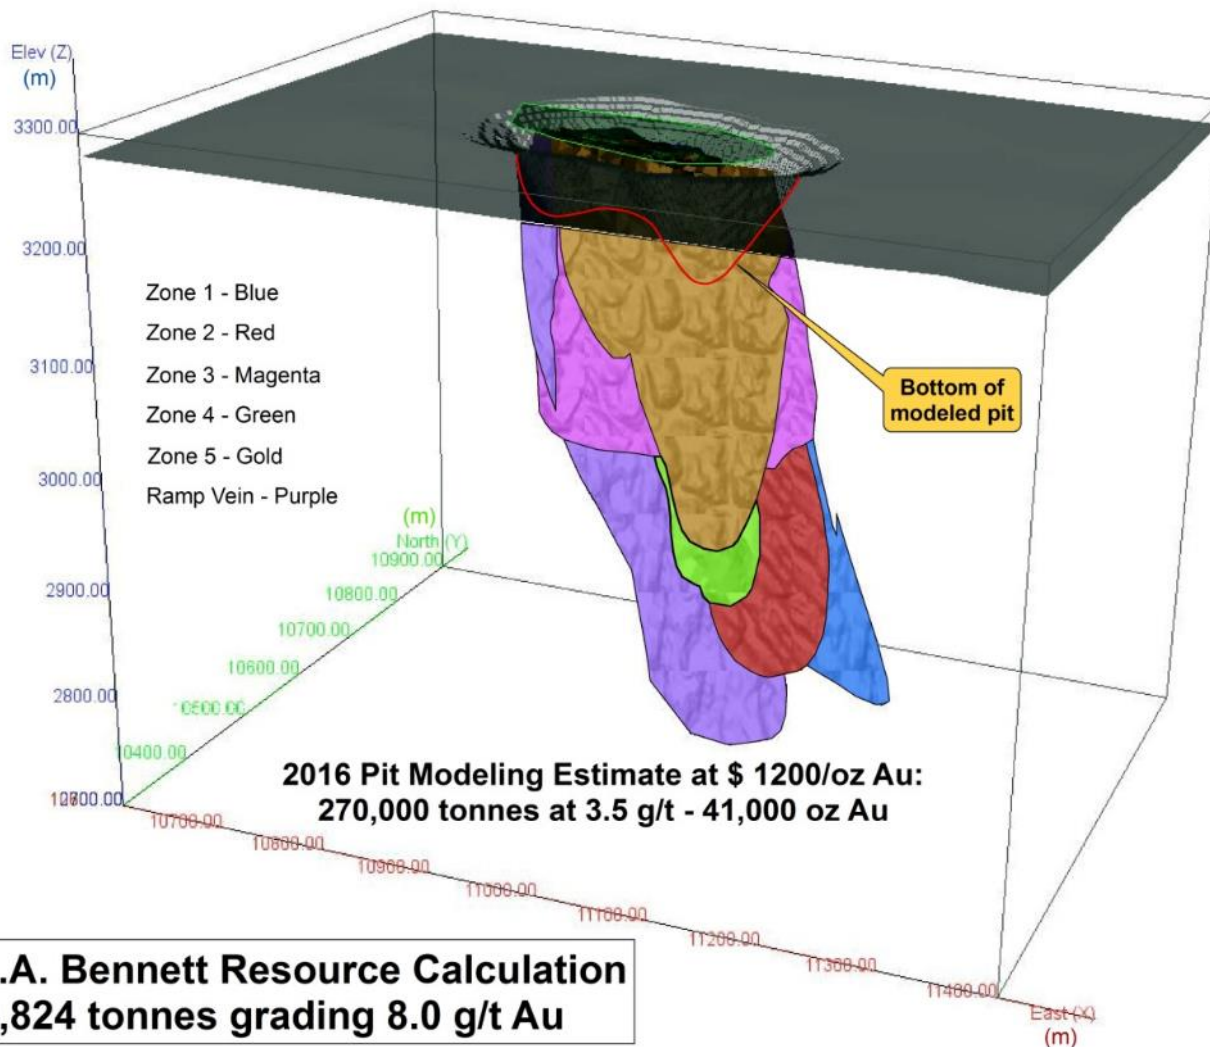 Elev (Z)
(m)
3300.00
3200.00
3100.00
3000.00
2900.00
2800.00
Zone 1 - Blue
Zone 2 - Red
Zone 3 - Magenta
Zone 4 - Green
Zone 5 - Gold
Ramp Vein - Purple
Bottom of
modeled pit
(m)
North (Y)
10900.00
10800.00
10700.00
10600.00
10500.00
10400.00
2016 Pit Modeling Estimate at $ 1200/oz Au:
270,000 tonnes at 3.5 g/t - 41,000 oz Au
10700.00
10800.00
10900.00
11000.00
11100.00
11200.00
11300.00
11400.00
East (X)
(m)
.A. Bennett Resource Calculation
,824 tonnes grading 8.0 g/t Au